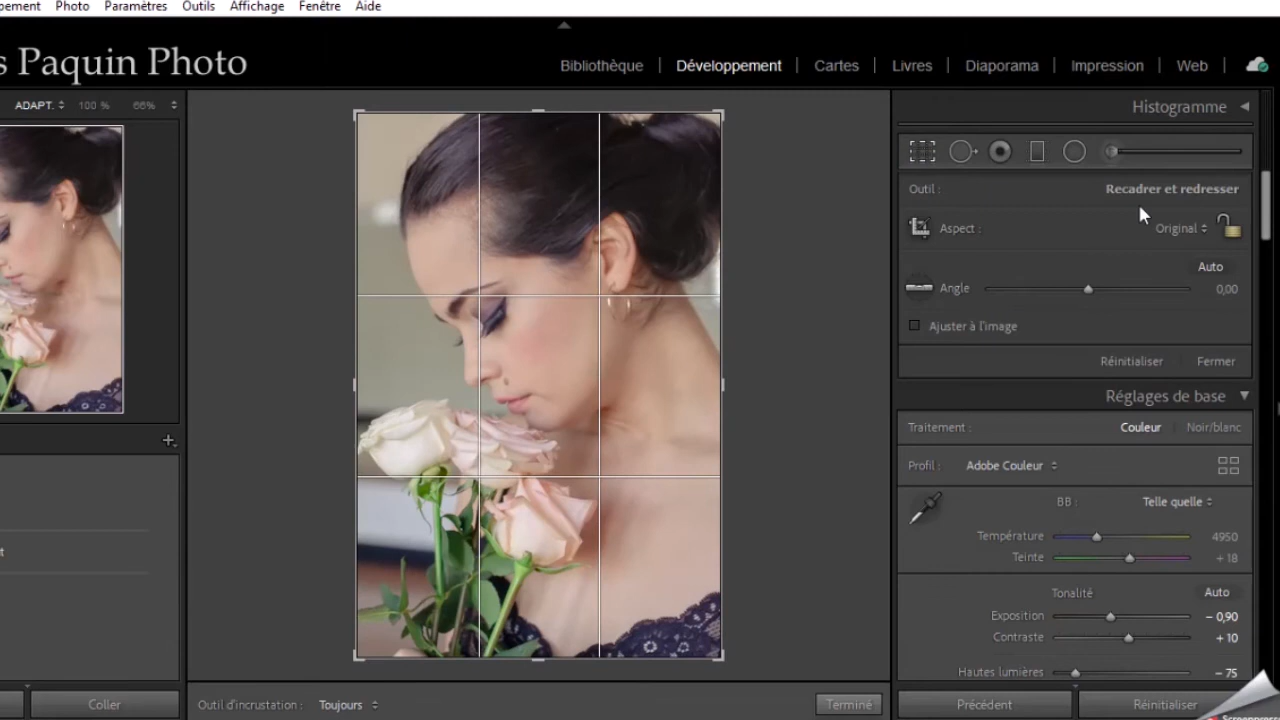 pement Photo Paramètres Outils Affichage Fenêtre Aide
s Paquin Photo
Bibliothèque | Développement | Cartes | Livres | Diaporama | Impression | Web |
ADAPT. 100 % 66%
Histogramme
Outil : Recadrer et redresser
Aspect : Original
Auto
Angle 0,00
Ajuster à l'image
Réinitialiser Fermer
Réglages de base
Traitement : Couleur Noir/blanc
Profil : Adobe Couleur
BB : Telle quelle
Température 4950
Teinte + 18
t
Tonalité Auto
Exposition – 0,90
Contraste + 10
Hautes lumières – 75
Coller
Outil d'incrustation : Toujours
Terminé
Précédent
Réinitialiser